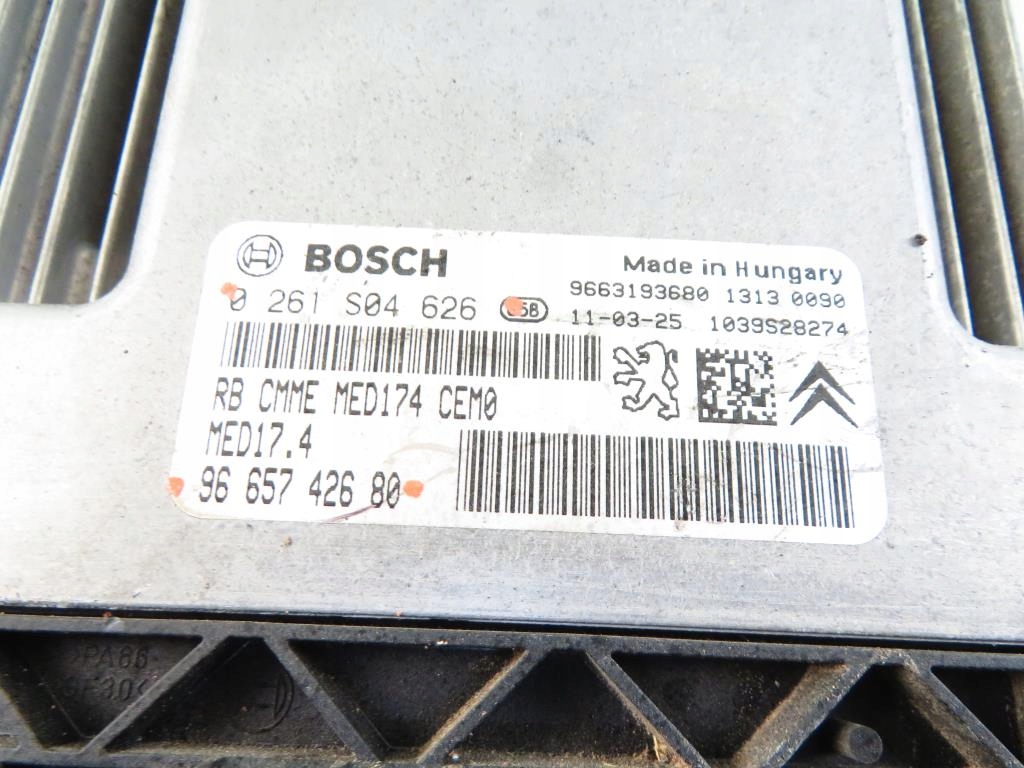 BOSCH
Made in Hungary
9663193680 1313 0090
0 261 S04 626
11-03-25 1039S28274
RB CMME MED174 CEM0
MED17.4
96 657 426 80